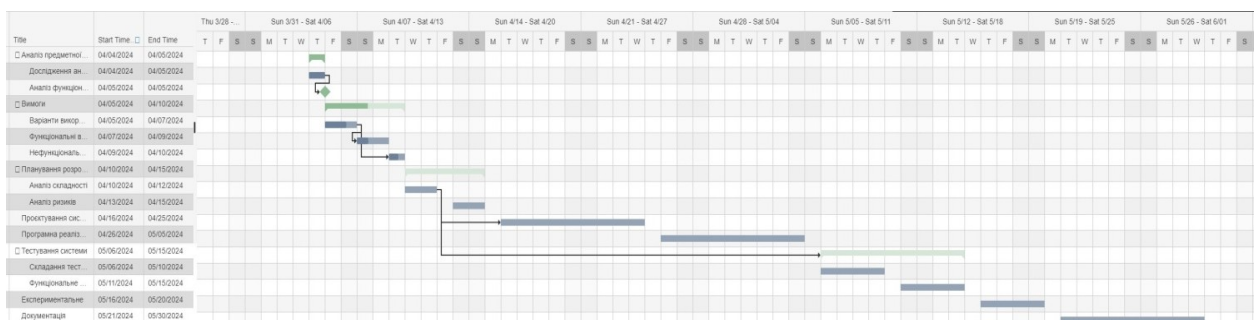 Thu 3/28 - ... Sun 3/31 - Sat 4/06 Sun 4/07 - Sat 4/13 Sun 4/14 - Sat 4/20 Sun 4/21 - Sat 4/27 Sun 4/28 - Sat 5/04 Sun 5/05 - Sat 5/11 Sun 5/12 - Sat 5/18 Sun 5/19 - Sat 5/25 Sun 5/26 - Sat 6/01
Title Start Time... End Time T F S S M T W T F S S M T W T F S S M T W T F S S M T W T F S S M T W T F S S M T W T F S S M T W T F S S M T W T F S S M T W T F S S M T W T F S
Аналіз предметної... 04/04/2024 04/05/2024
Дослідження ан... 04/04/2024 04/05/2024
Аналіз функціон... 04/05/2024 04/05/2024
Вимоги 04/05/2024 04/10/2024
Варіанти викор... 04/05/2024 04/07/2024
Функціональні в... 04/07/2024 04/09/2024
Нефункціональ... 04/09/2024 04/10/2024
Планування розро... 04/10/2024 04/15/2024
Аналіз складності 04/10/2024 04/12/2024
Аналіз ризиків 04/13/2024 04/15/2024
Проєктування сис... 04/16/2024 04/25/2024
Програмна реаліз... 04/26/2024 05/05/2024
Тестування системи 05/06/2024 05/15/2024
Складання тест... 05/06/2024 05/10/2024
Функціональне ... 05/11/2024 05/15/2024
Експериментальне 05/16/2024 05/20/2024
Документація 05/21/2024 05/30/2024